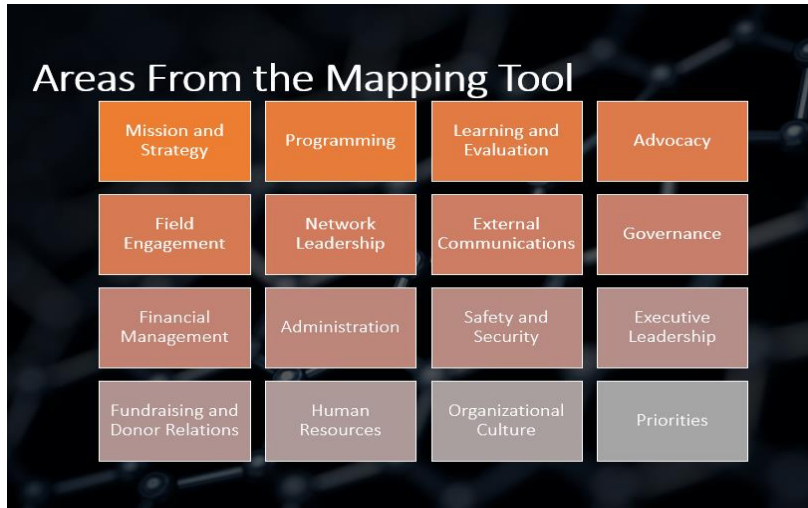 Areas From the Mapping Tool
Mission and
Strategy
Programming
Learning and
Evaluation
Advocacy
Field
Engagement
Network
Leadership
External
Communications
Governance
Financial
Management
Administration
Safety and
Security
Executive
Leadership
Fundraising and
Donor Relations
Human
Resources
Organizational
Culture
Priorities